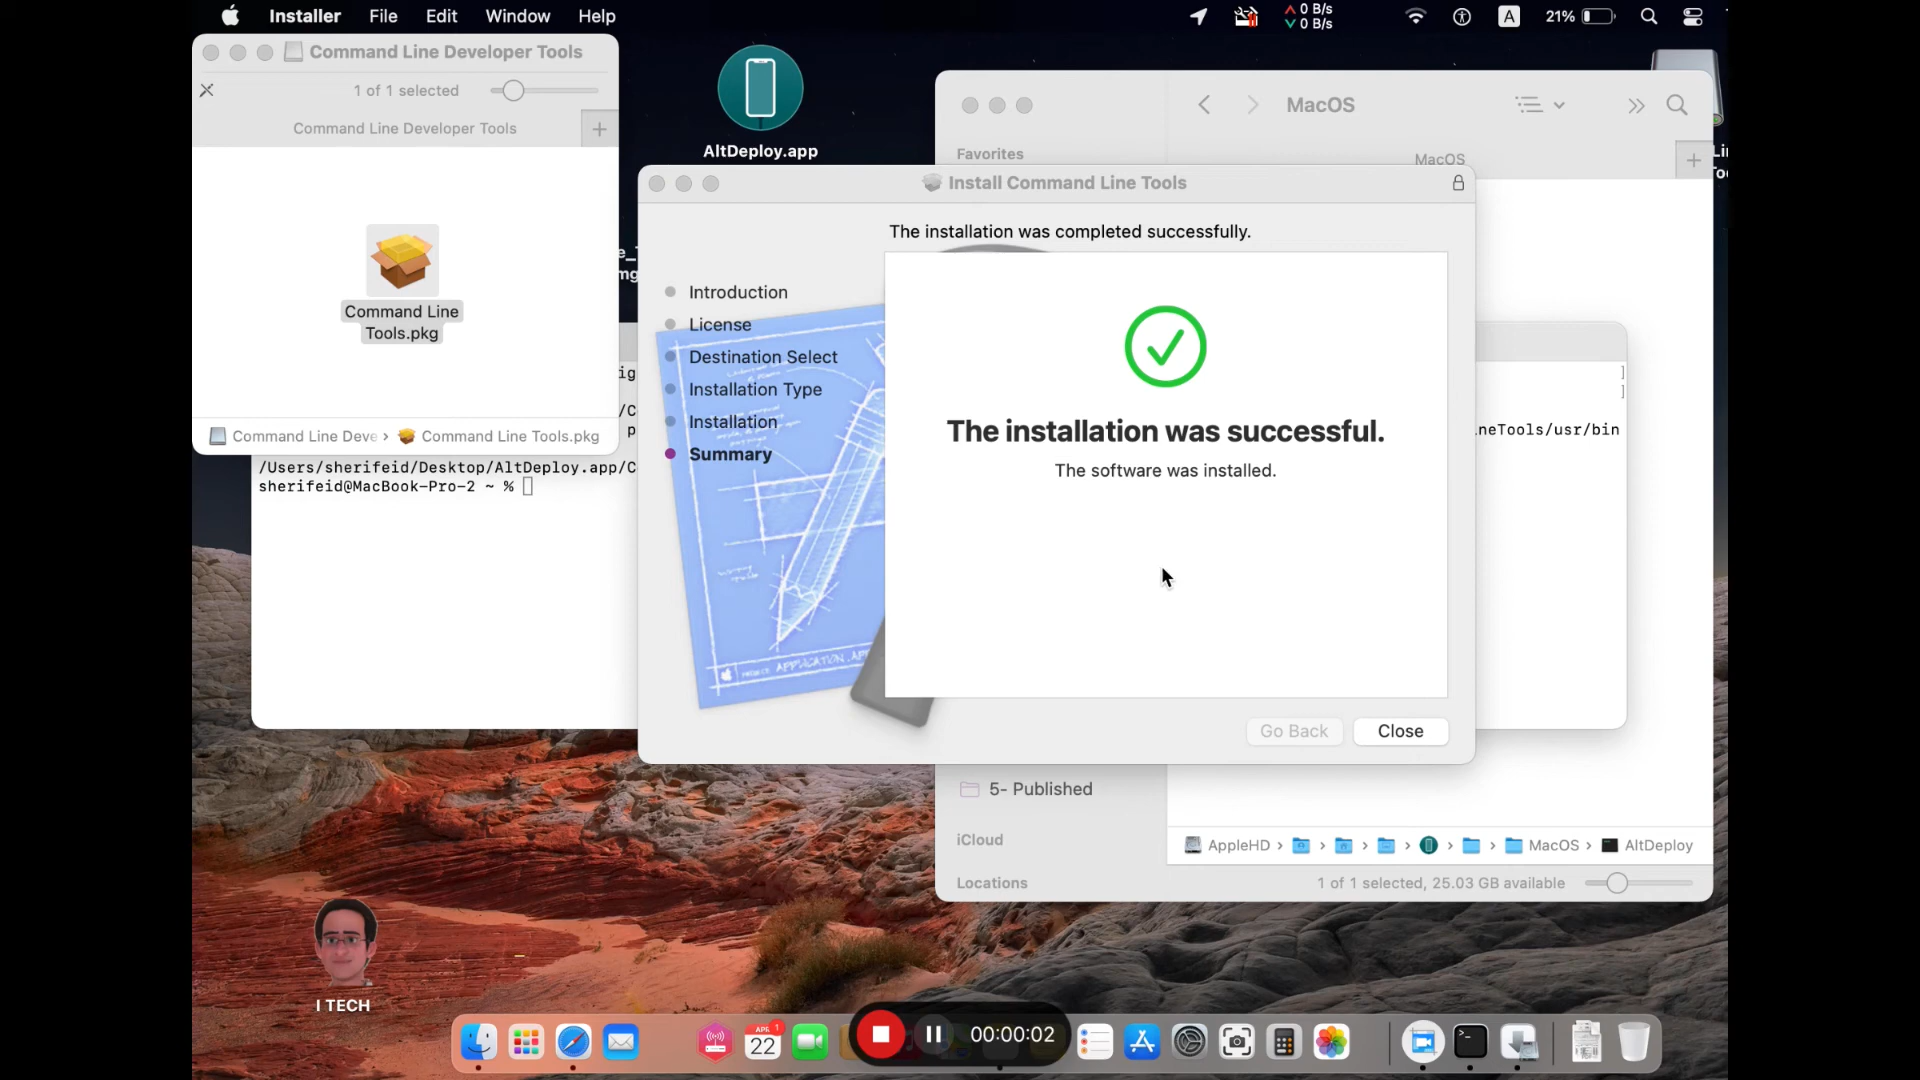 Installer File Edit Window Help
0 B/s
0 B/s
A
21%
Command Line Developer Tools
1 of 1 selected
Command Line Developer Tools
Command Line
Tools.pkg
Command Line Deve › Command Line Tools.pkg
AltDeploy.app
MacOS
Favorites
MacOS
Install Command Line Tools
The installation was completed successfully.
Introduction
License
Destination Select
Installation Type
Installation
Summary
The installation was successful.
The software was installed.
Go Back
Close
neTools/usr/bin
/Users/sherifeid/Desktop/AltDeploy.app/C
sherifeid@MacBook-Pro-2 ~ %
5- Published
iCloud
Locations
AppleHD › › › › › › MacOS › AltDeploy
1 of 1 selected, 25.03 GB available
I TECH
APR 1
22
00:00:02